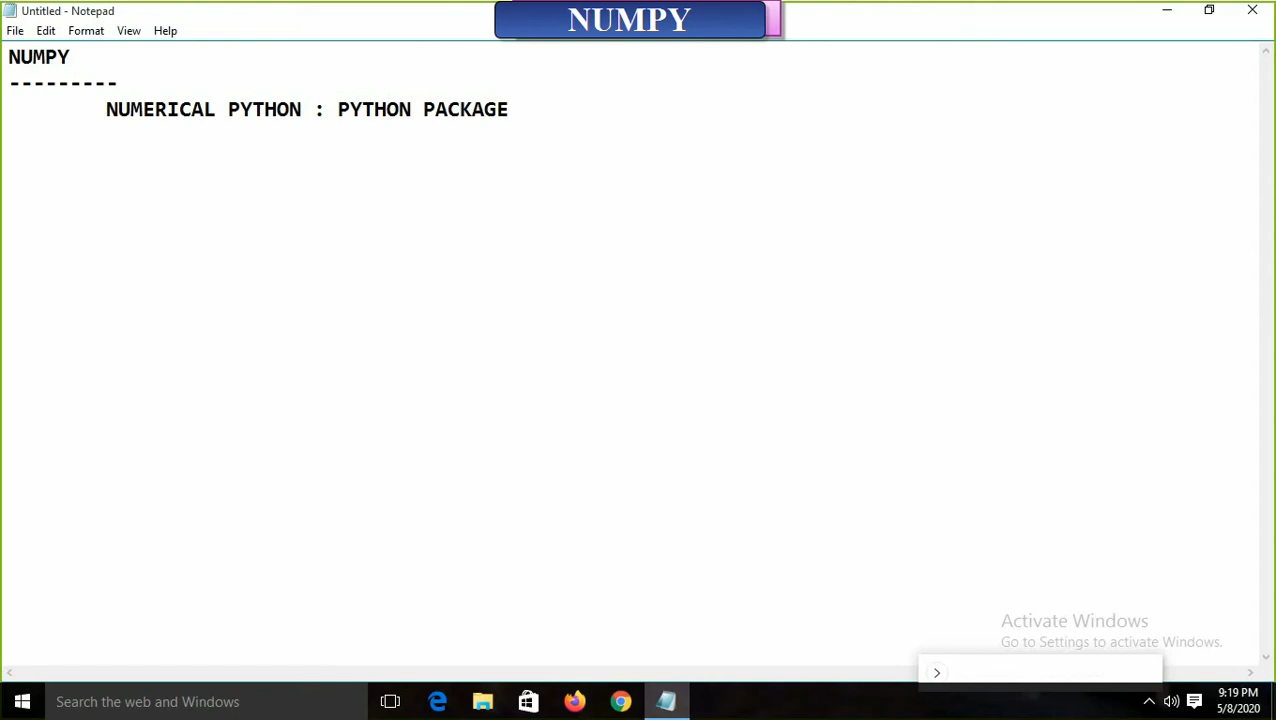 Untitled - Notepad
NUMPY
File Edit Format View Help
NUMPY
---------
NUMERICAL PYTHON : PYTHON PACKAGE
Activate Windows
Go to Settings to activate Windows.
Search the web and Windows
9:19 PM
5/8/2020